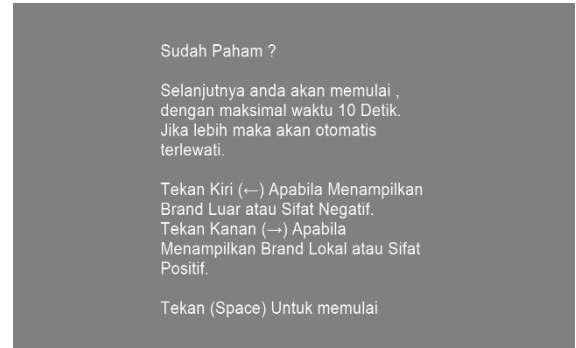 Sudah Paham ?
Selanjutnya anda akan memulai ,
dengan maksimal waktu 10 Detik.
Jika lebih maka akan otomatis
terlewati.
Tekan Kiri (←) Apabila Menampilkan
Brand Luar atau Sifat Negatif.
Tekan Kanan (→) Apabila
Menampilkan Brand Lokal atau Sifat
Positif.
Tekan (Space) Untuk memulai